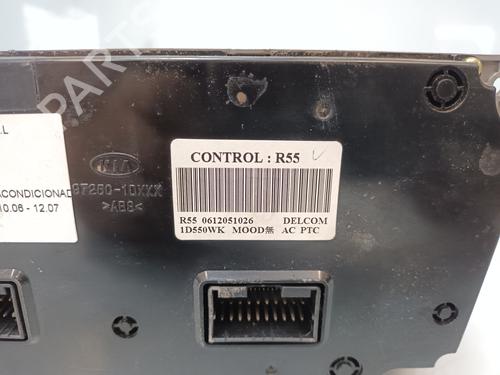 PARTS
.L
ACONDICIONAD
10.06 - 12.07
KIA
97250-1DXXX
>ABS<
CONTROL : R55
R55 0612051026 DELCOM
1D550WK MOOD無 AC PTC